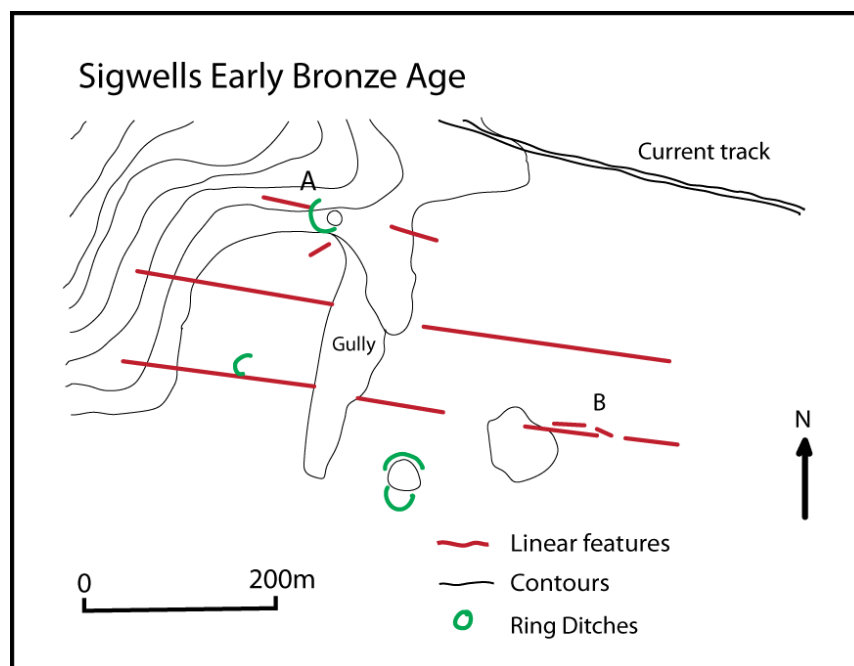 Sigwells Early Bronze Age
Current track
A
Gully
B
N
0 200m
Linear features
Contours
Ring Ditches